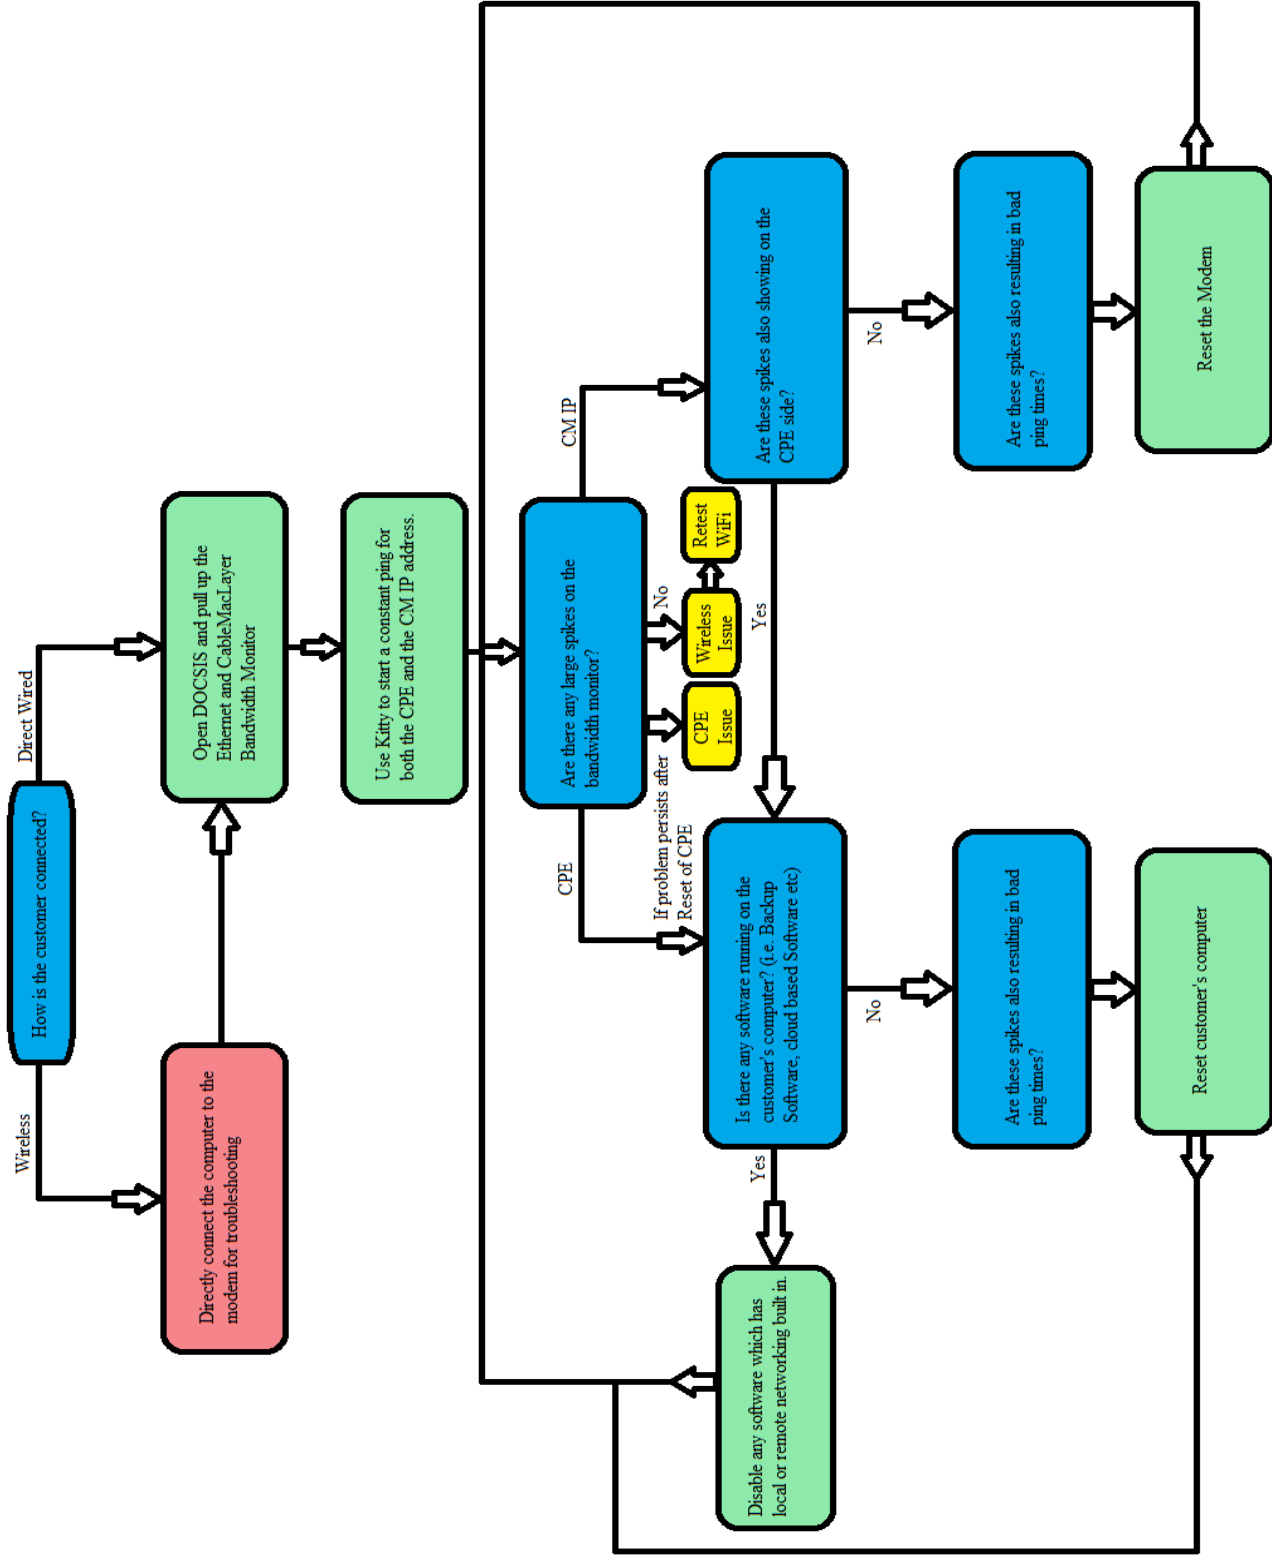 How is the customer connected?
Wireless
Direct Wired
Directly connect the computer to the
modem for troubleshooting
Open DOCSIS and pull up the
Ethernet and CableMacLayer
Bandwidth Monitor
Use Kitty to start a constant ping for
both the CPE and the CM IP address.
Are there any large spikes on the
bandwidth monitor?
CPE
CM IP
If problem persists after
Reset of CPE
No
CPE
Issue
Wireless
Issue
Retest
WiFi
Is there any software running on the
customer's computer? (i.e. Backup
Software, cloud based Software etc)
Are these spikes also showing on the
CPE side?
Yes
Yes
Disable any software which has
local or remote networking built in.
No
No
Are these spikes also resulting in bad
ping times?
Are these spikes also resulting in bad
ping times?
Reset customer's computer
Reset the Modem